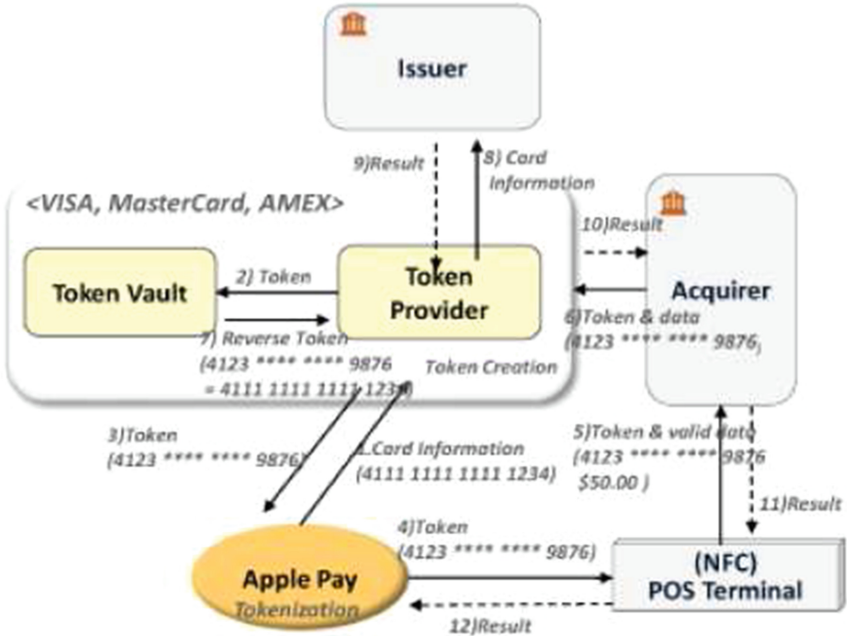 Issuer
9)Result
8) Card
Information
<VISA, MasterCard, AMEX>
10)Result
Token Vault
2) Token
Token
Provider
Acquirer
6)Token & data
(4123 **** **** 9876)
7) Reverse Token
(4123 **** **** 9876
= 4111 1111 1111 1234)
Token Creation
3)Token
(4123 **** **** 9876)
1.Card Information
(4111 1111 1111 1234)
5)Token & valid data
(4123 **** **** 9876
$50.00 )
11)Result
4)Token
(4123 **** **** 9876)
Apple Pay
Tokenization
(NFC)
POS Terminal
12)Result